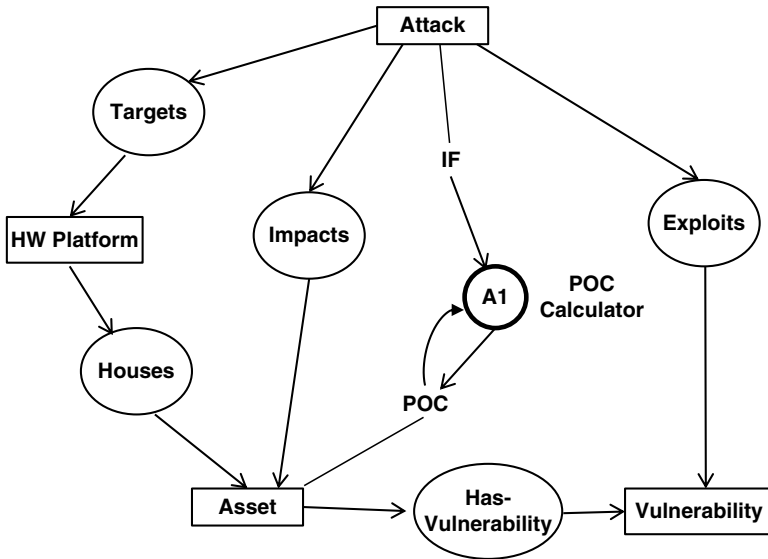 Attack
Targets
IF
HW Platform
Impacts
Exploits
A1
POC
Calculator
Houses
POC
Asset
Has-
Vulnerability
Vulnerability